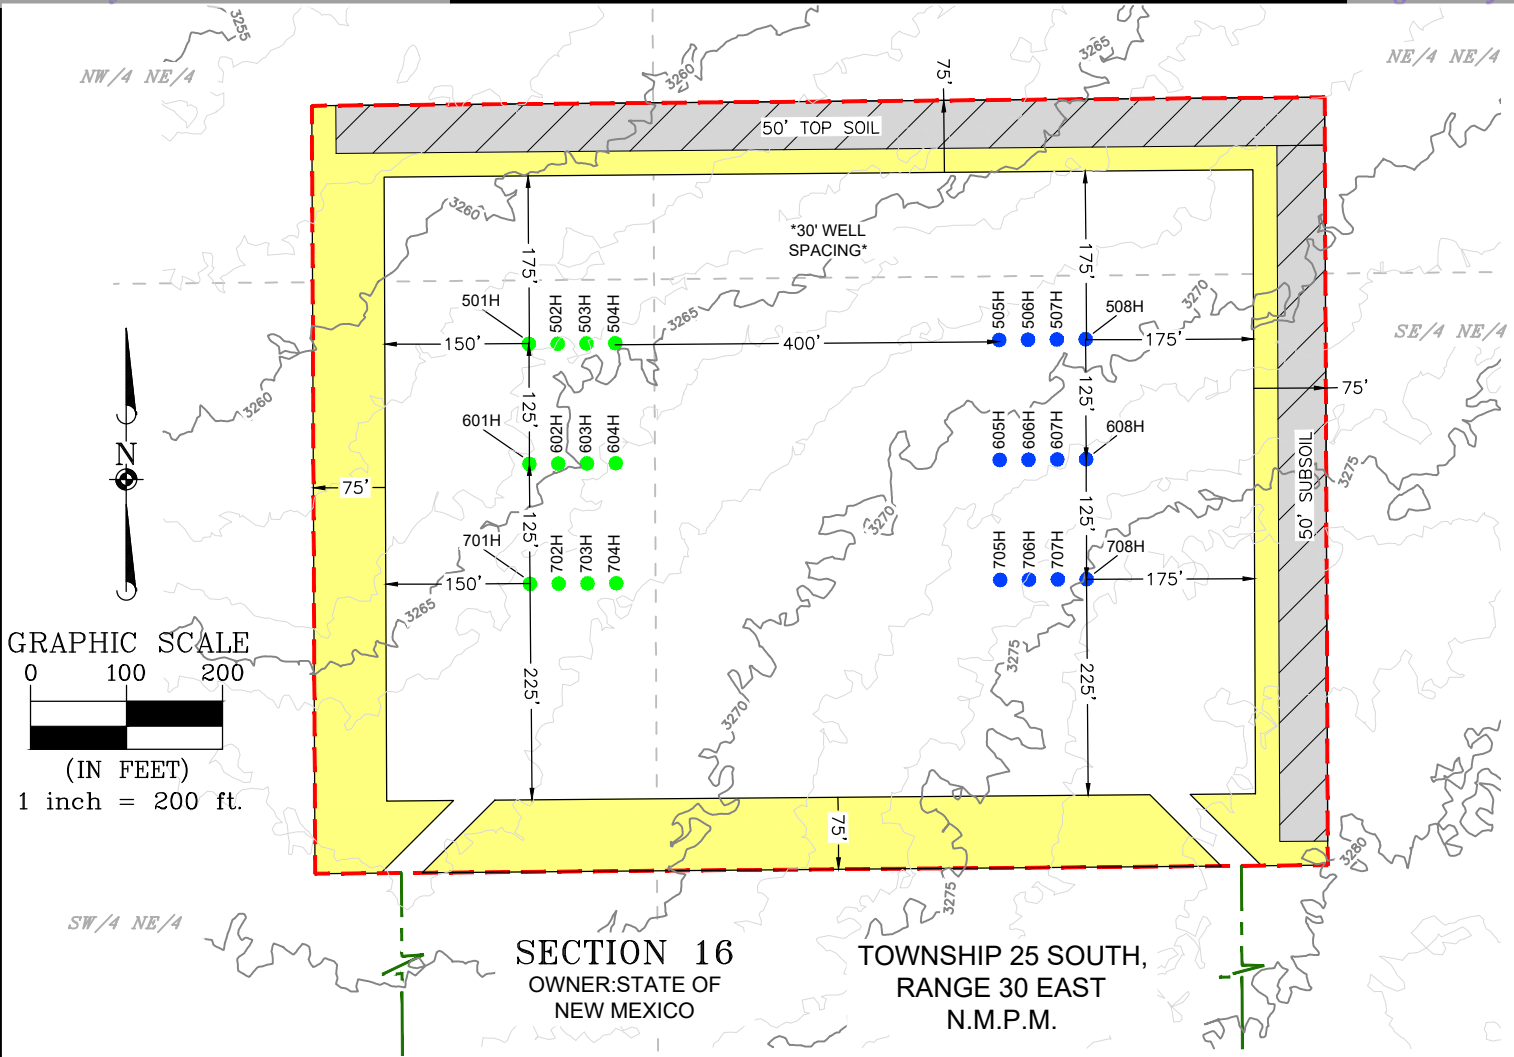 3255
3260
3265
NW/4 NE/4
NE/4 NE/4
75'
50' TOP SOIL
3260
*30' WELL
SPACING*
175'
175'
3270
501H
502H
503H
504H
3265
505H
506H
507H
508H
SE/4 NE/4
150'
400'
175'
75'
3260
125'
125'
601H
602H
603H
604H
605H
606H
607H
608H
50' SUBSOIL
3275
N
75'
3270
125'
125'
701H
702H
703H
704H
705H
706H
707H
708H
150'
175'
3265
GRAPHIC SCALE
0 100 200
(IN FEET)
1 inch = 200 ft.
3275
225'
225'
3270
75'
3280
3275
SW/4 NE/4
SECTION 16
OWNER:STATE OF
NEW MEXICO
TOWNSHIP 25 SOUTH,
RANGE 30 EAST
N.M.P.M.